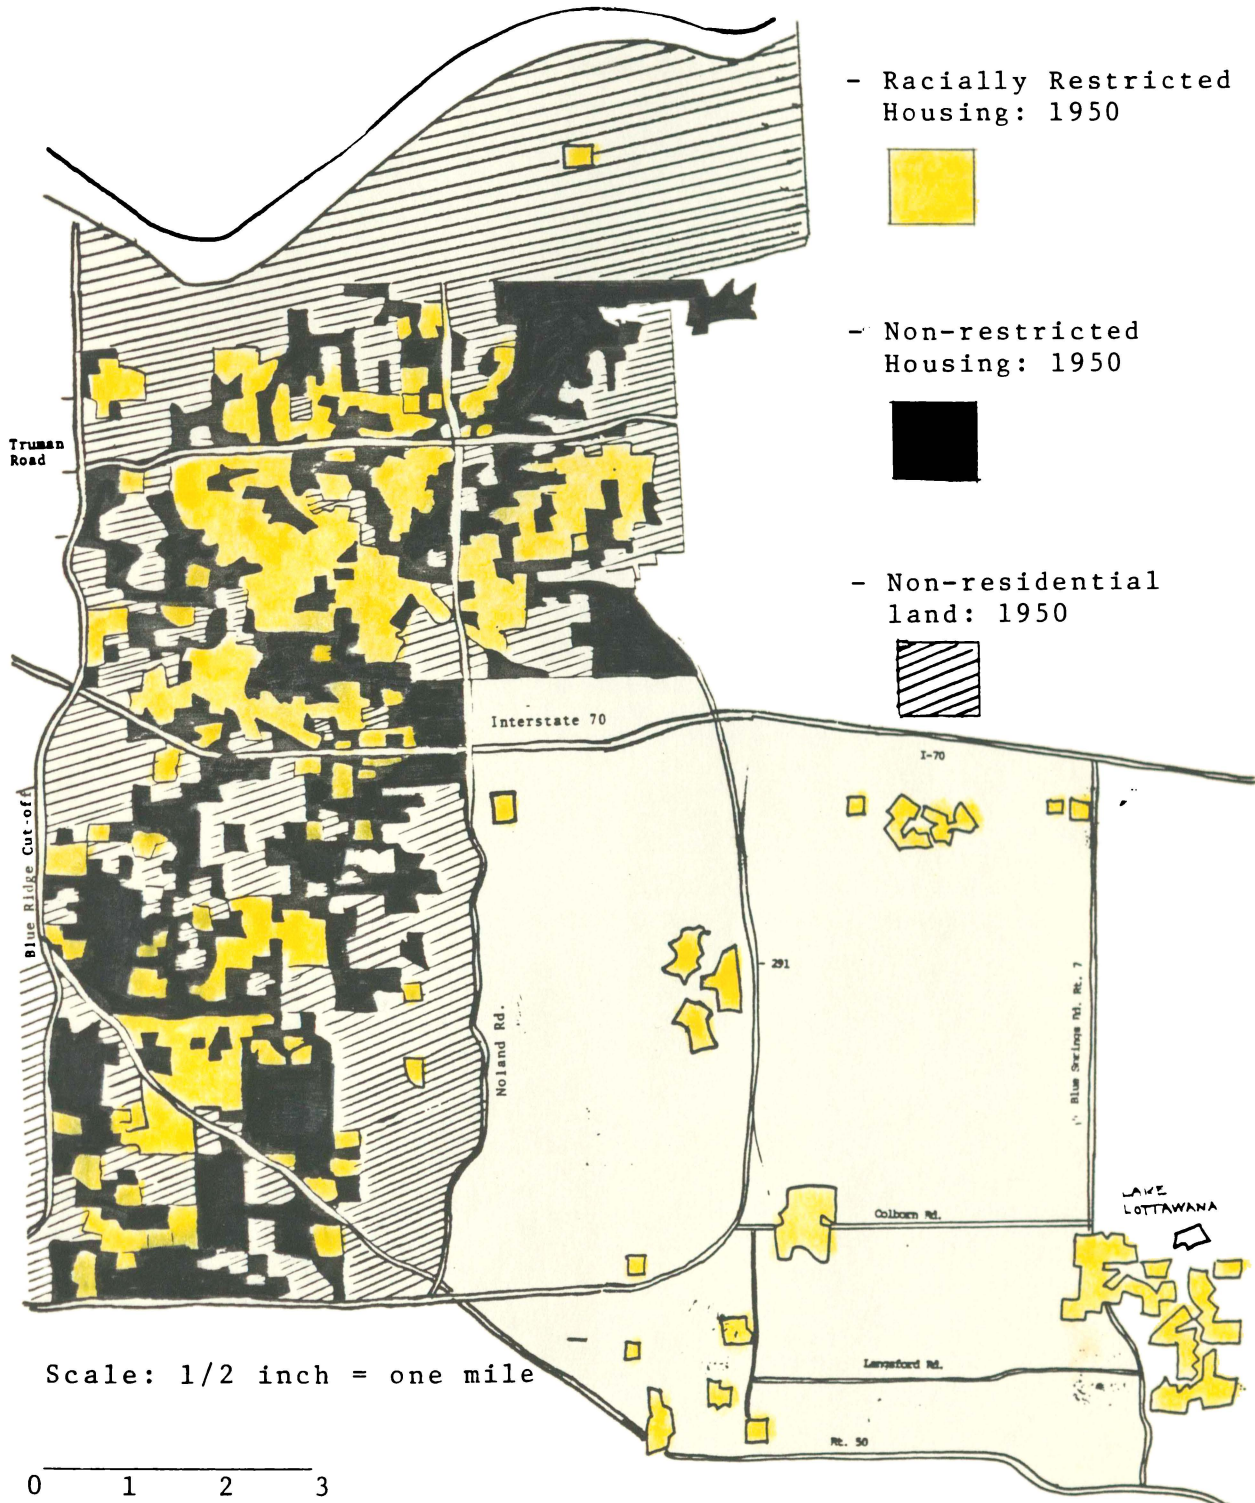 - Racially Restricted
Housing: 1950
- Non-restricted
Housing: 1950
Truman
Road
- Non-residential
land: 1950
Interstate 70
I-70
Blue Ridge Cut-off
291
Noland Rd.
Blue Springs Rd. Rt. 7
LAKE
LOTTAWANA
Colborn Rd.
Langsford Rd.
Scale: 1/2 inch = one mile
Rt. 50
0 1 2 3